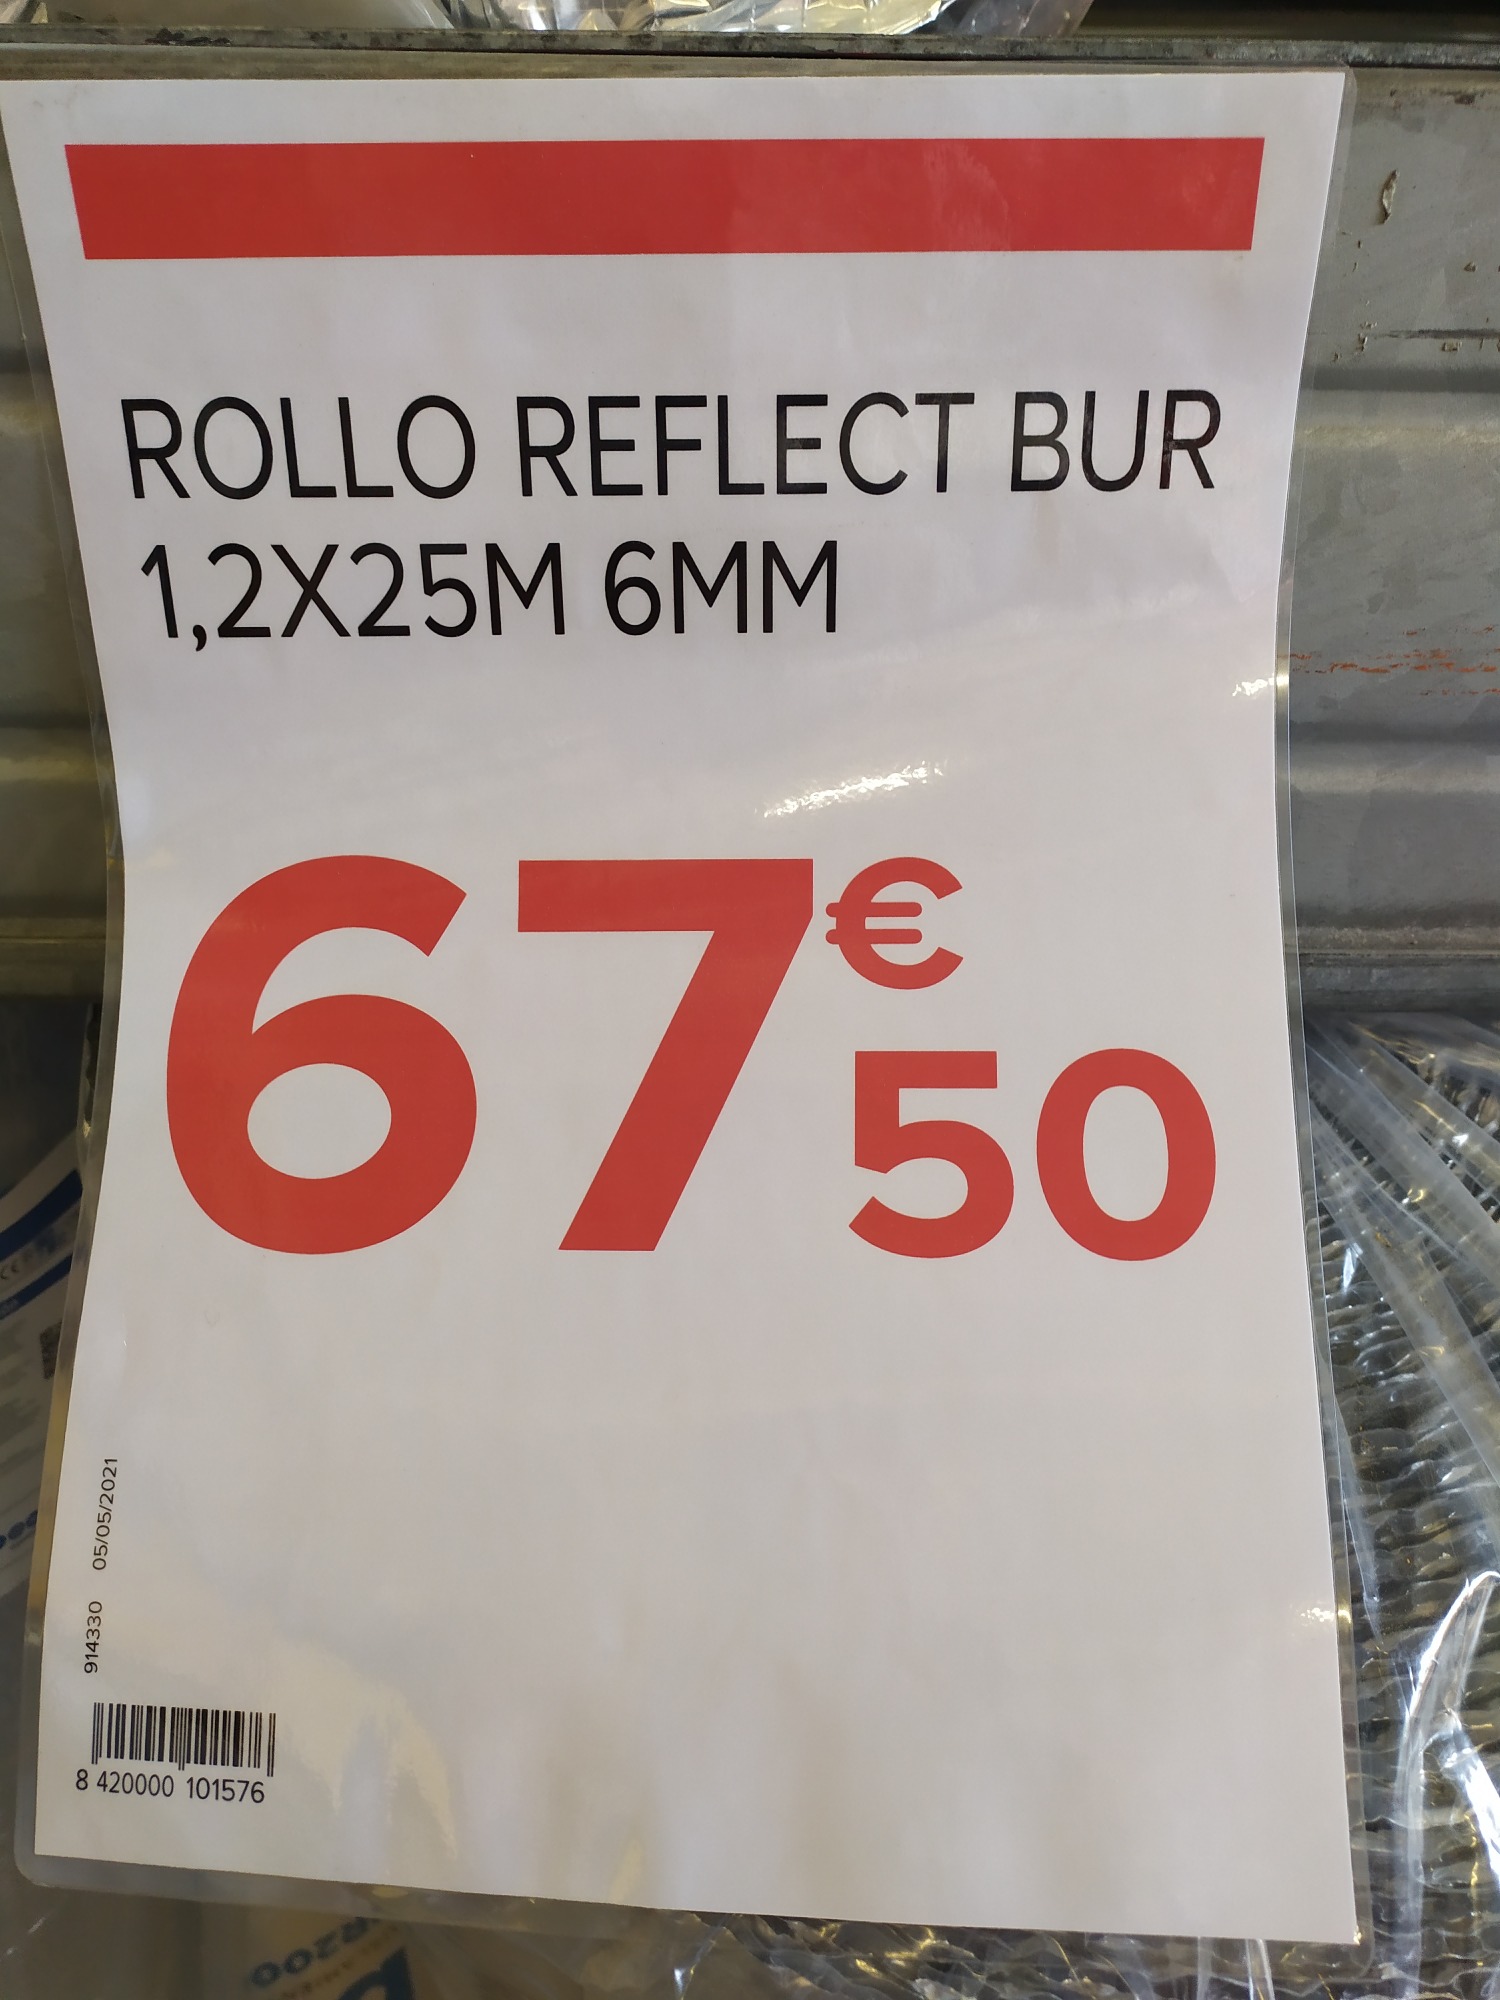 ROLLO REFLECT BUR
1,2X25M 6MM
67€
50
914330 05/05/2021
8 420000 101576